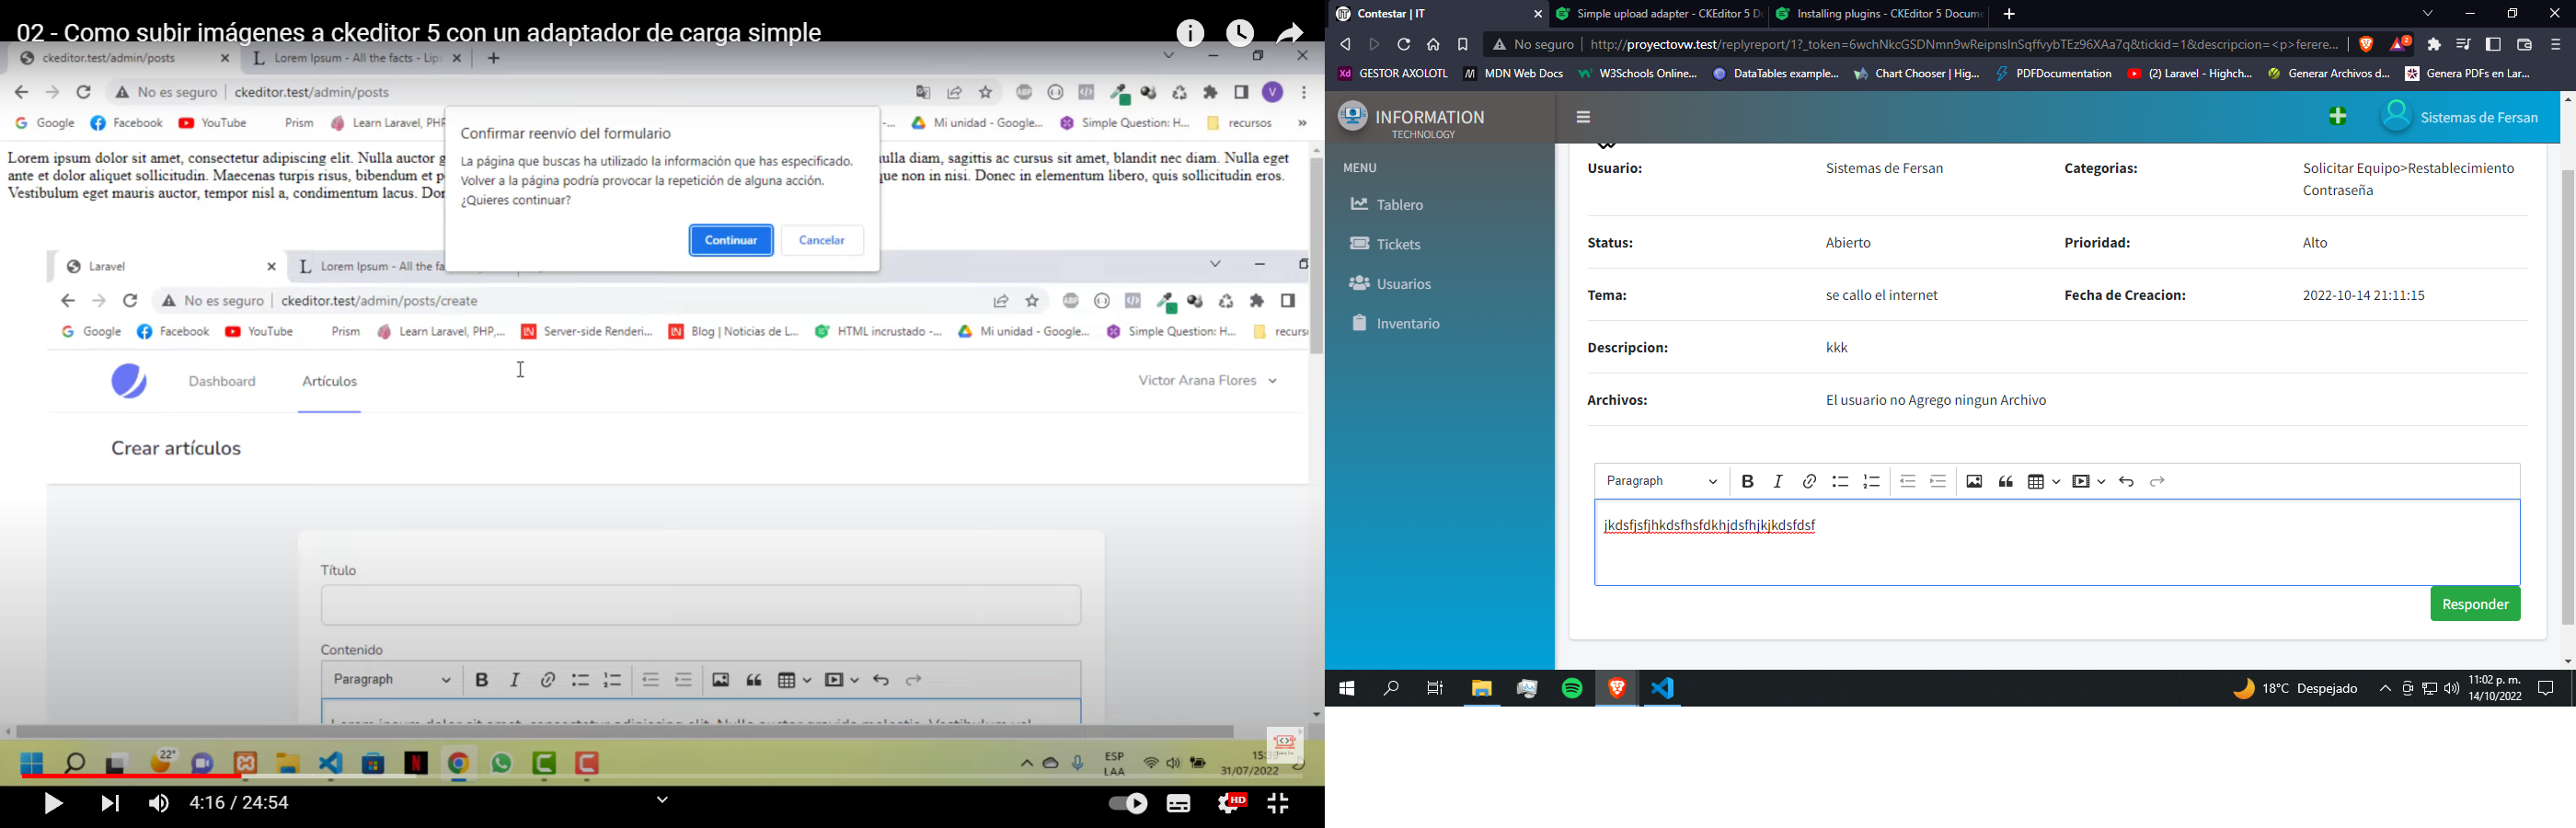 02 - Como subir imágenes a ckeditor 5 con un adaptador de carga simple
ckeditor.test/admin/posts
Lorem Ipsum - All the facts - Lip
No es seguro
ckeditor.test/admin/posts
Google
Facebook
YouTube
Prism
Learn Laravel, PHP
Mi unidad - Google...
Simple Question: H...
recursos
»
Confirmar reenvío del formulario
La página que buscas ha utilizado la información que has especificado.
Volver a la página podría provocar la repetición de alguna acción.
¿Quieres continuar?
Continuar
Cancelar
Lorem ipsum dolor sit amet, consectetur adipiscing elit. Nulla auctor g
ulla diam, sagittis ac cursus sit amet, blandit nec diam. Nulla eget
ante et dolor aliquet sollicitudin. Maecenas turpis risus, bibendum et p
que non in nisi. Donec in elementum libero, quis sollicitudin eros.
Vestibulum eget mauris auctor, tempor nisl a, condimentum lacus. Dor
Laravel
Lorem Ipsum - All the fa
No es seguro
ckeditor.test/admin/posts/create
Google
Facebook
YouTube
Prism
Learn Laravel, PHP,...
Server-side Renderi...
Blog | Noticias de L...
HTML incrustado -...
Mi unidad - Google...
Simple Question: H...
recurs
Dashboard
Artículos
Victor Arana Flores
Crear artículos
Título
Contenido
Paragraph
22°
ESP
LAA
31/07/2022
4:16 / 24:54
HD
Contestar | IT
Simple upload adapter - CKEditor 5 D
Installing plugins - CKEditor 5 Docum
No seguro
http://proyectovw.test/replyreport/1?_token=6wchNkcGSDNmn9wReipnsInSqffvybTEz96XAa7q&tickid=1&descripcion=<p>ferere...
GESTOR AXOLOTL
MDN Web Docs
W3Schools Online...
DataTables example...
Chart Chooser | Hig...
PDFDocumentation
(2) Laravel - Highch...
Generar Archivos d...
Genera PDFs en Lar...
INFORMATION
TECHNOLOGY
Sistemas de Fersan
MENU
Tablero
Tickets
Usuarios
Inventario
Usuario:
Sistemas de Fersan
Categorias:
Solicitar Equipo>Restablecimiento
Contraseña
Status:
Abierto
Prioridad:
Alto
Tema:
se callo el internet
Fecha de Creacion:
2022-10-14 21:11:15
Descripcion:
kkk
Archivos:
El usuario no Agrego ningun Archivo
Paragraph
jkdsfjsfjhkdsfhsfdkhjdsfhjkjkdsfdsf
Responder
18°C Despejado
11:02 p. m.
14/10/2022